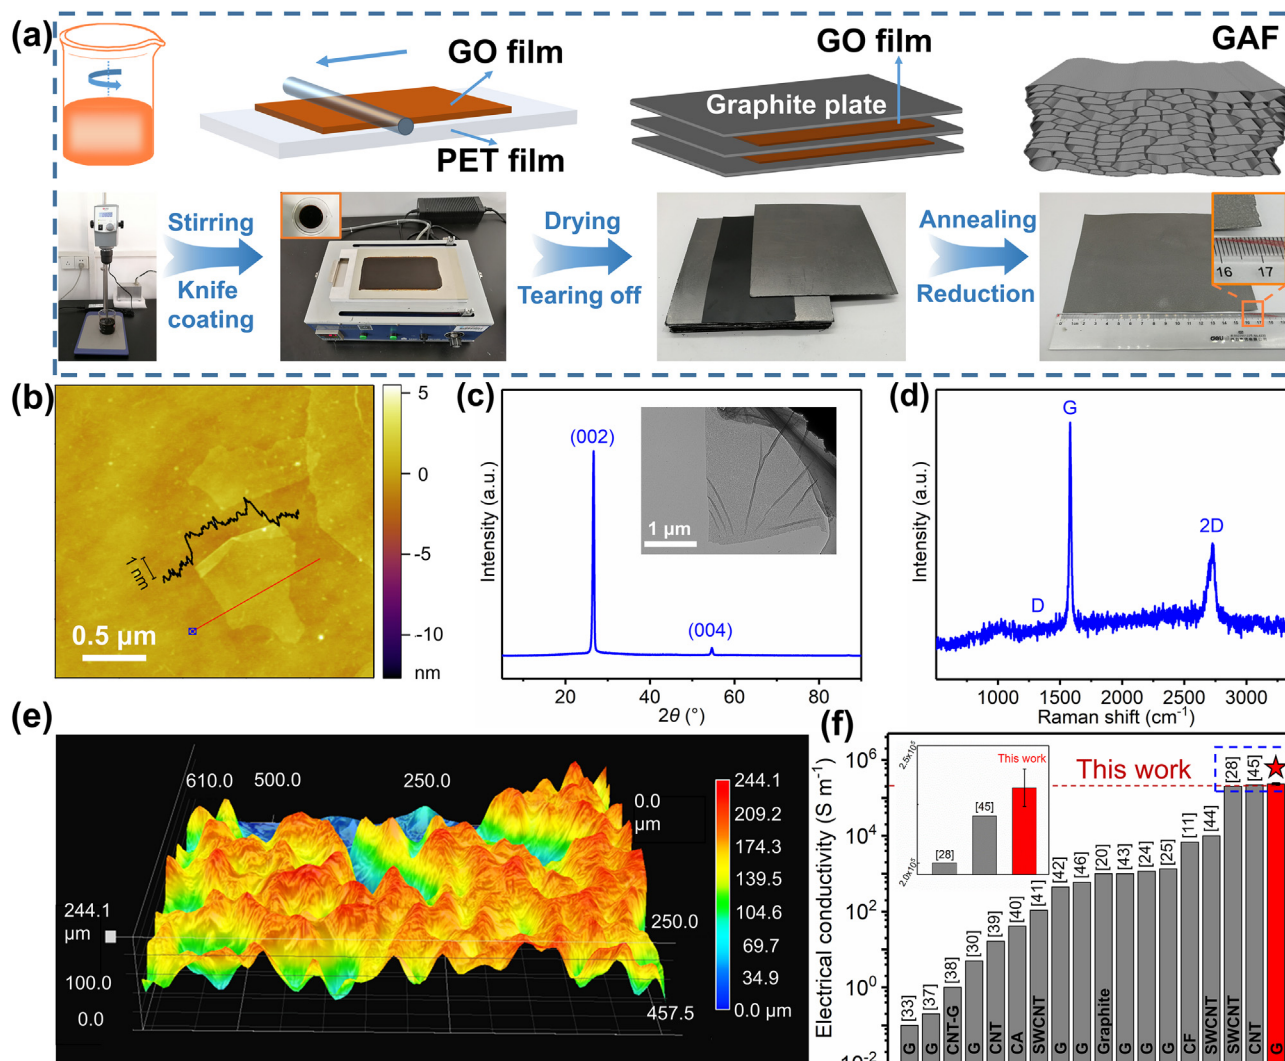 (a)
GO film
PET film
GO film
Graphite plate
GAF
Stirring
Knife
coating
Drying
Tearing off
Annealing
Reduction
16 17
(b)
1 nm
0.5 µm
5
0
-5
-10
nm
(c)
Intensity (a.u.)
(002)
(004)
1 µm
20 40 60 80
2θ (°)
(d)
Intensity (a.u.)
G
D
2D
1000 1500 2000 2500 3000
Raman shift (cm⁻¹)
(e)
610.0 500.0 250.0
0.0
µm
244.1
µm
100.0
0.0
250.0
457.5
244.1
209.2
174.3
139.5
104.6
69.7
34.9
0.0 µm
(f)
Electrical conductivity (S m⁻¹)
10⁶
10⁴
10²
10⁰
10⁻²
2.5x10⁵
2.0x10⁵
This work
[28]
[45]
This work
[33] [37] [38] [30] [39] [40] [41] [42] [46] [20] [43] [24] [25] [11] [44] [28] [45]
G G CNT-G G CNT CA SWCNT G G Graphite G G G CF SWCNT SWCNT CNT G